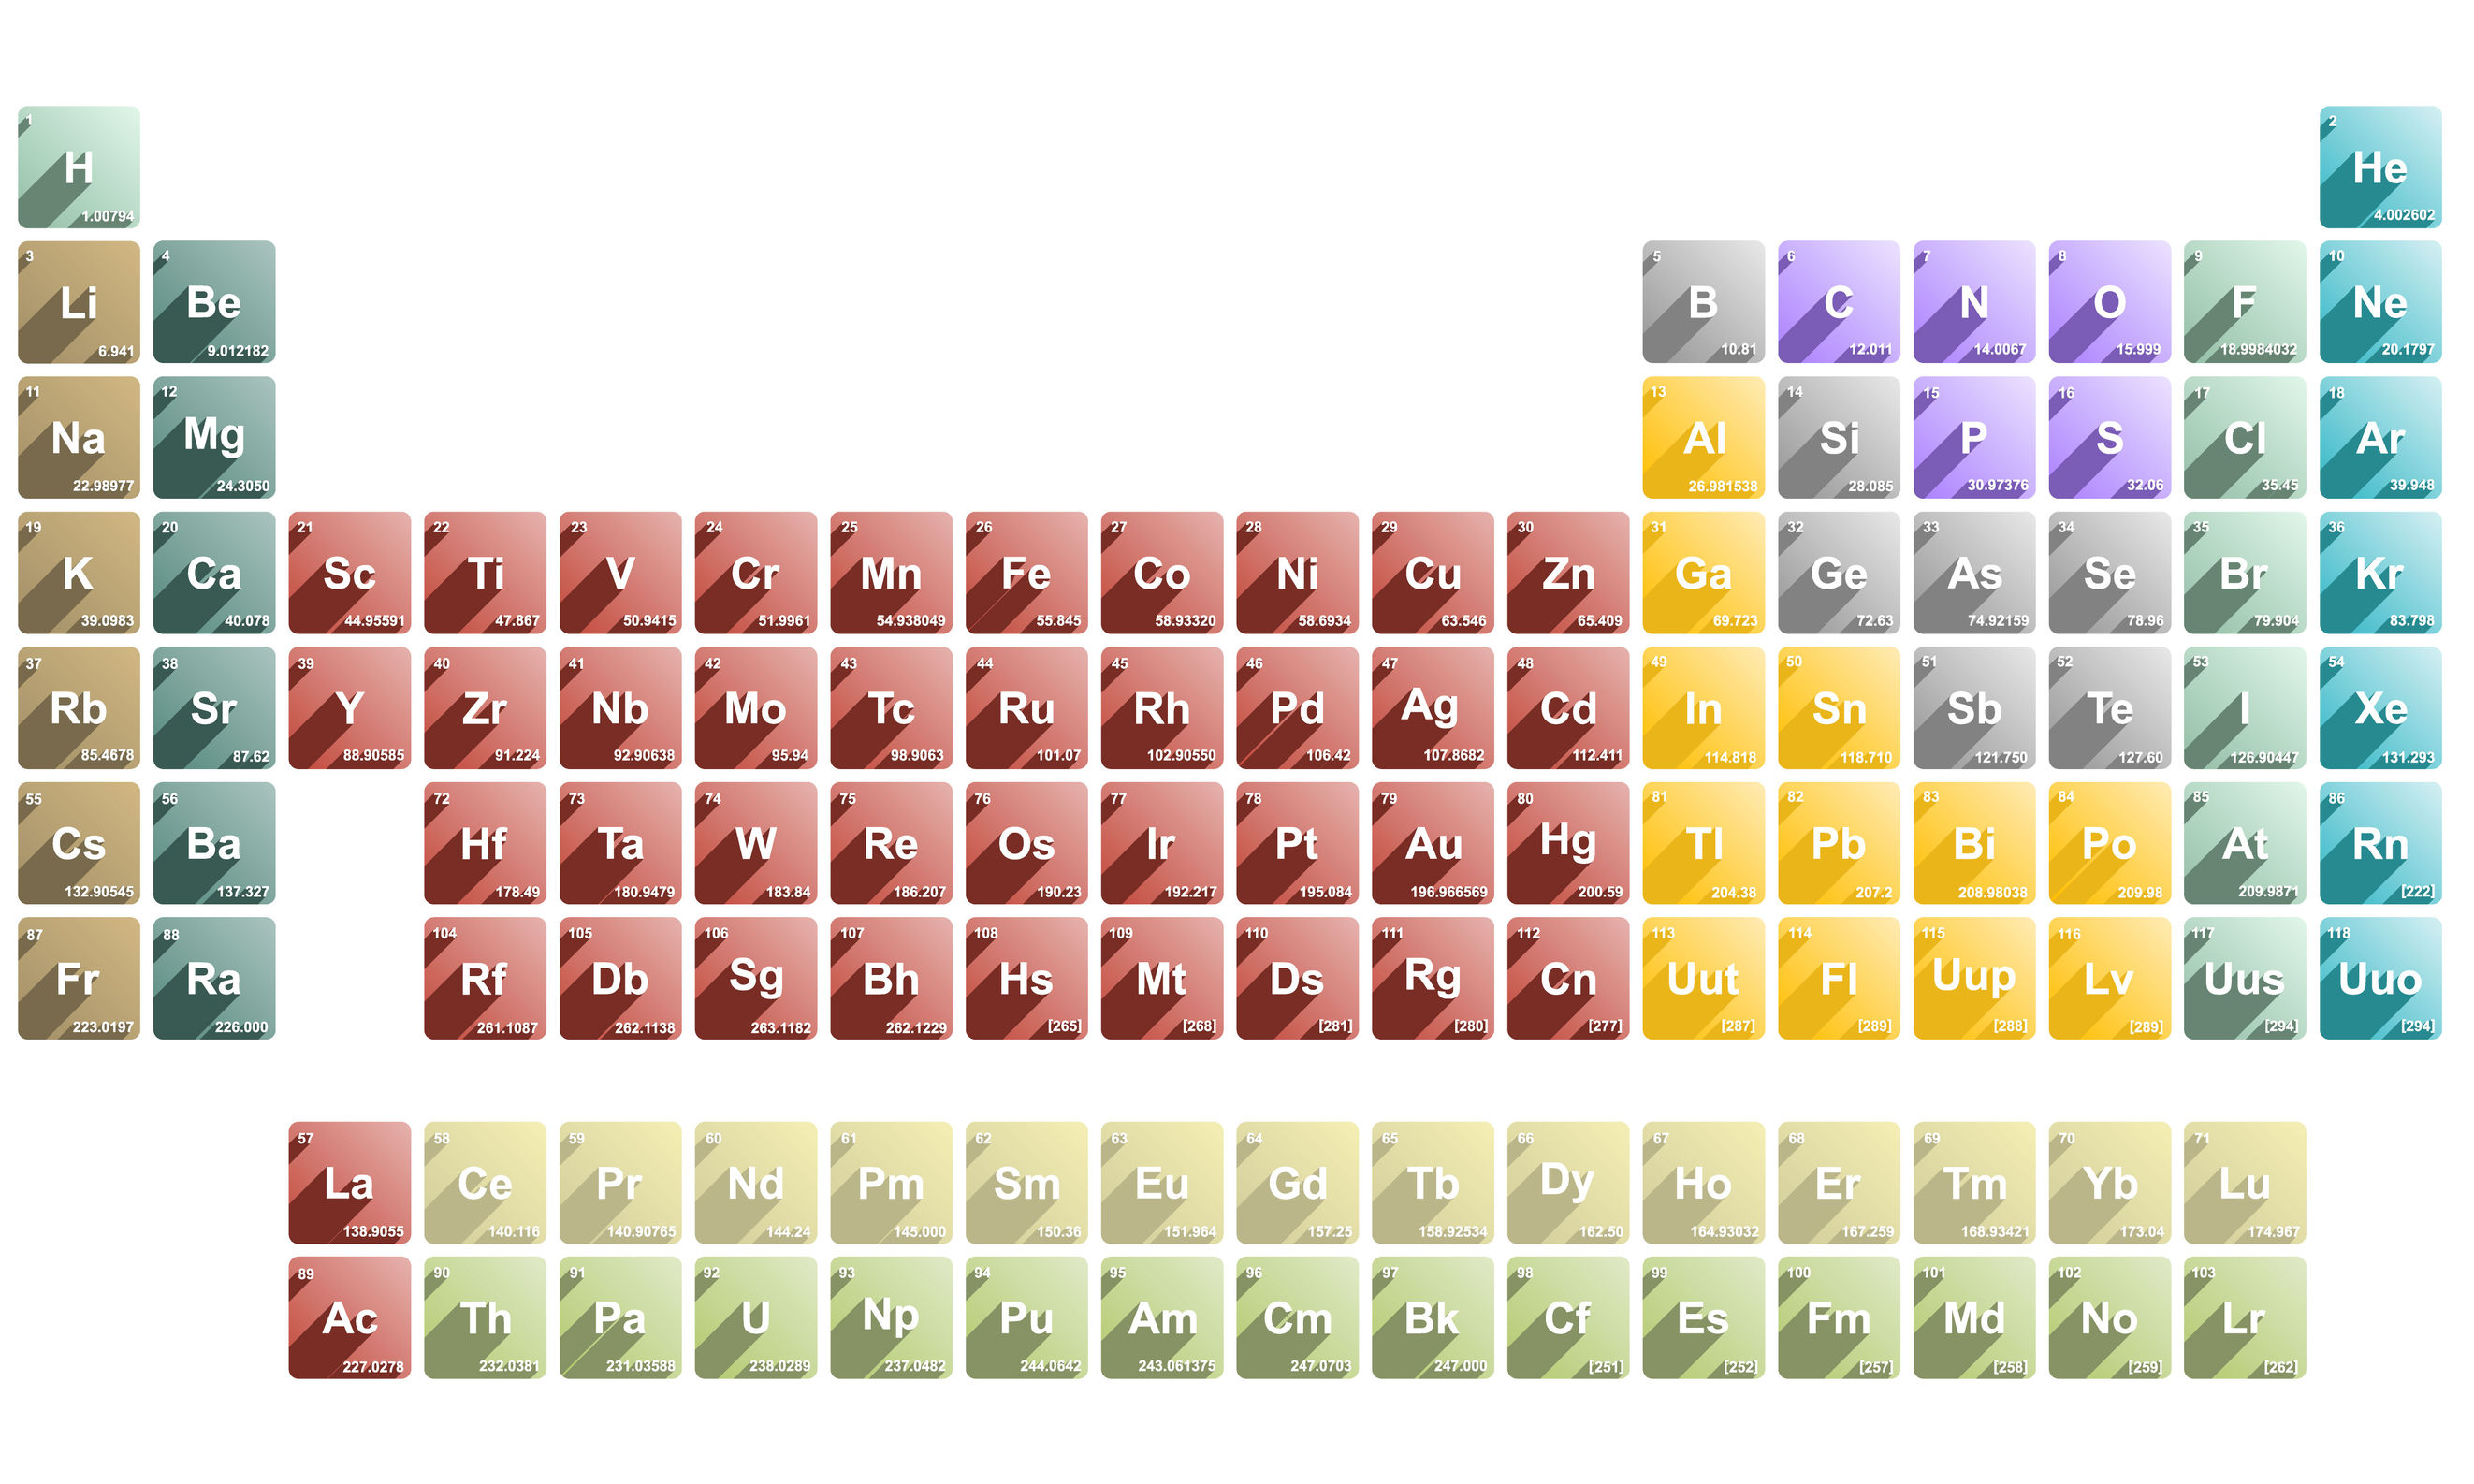 1 2
H He
1.00794 4.002602
3 4 5 6 7 8 9 10
Li Be B C N O F Ne
6.941 9.012182 10.81 12.011 14.0067 15.999 18.9984032 20.1797
11 12 13 14 15 16 17 18
Na Mg Al Si P S Cl Ar
22.98977 24.3050 26.981538 28.085 30.97376 32.06 35.45 39.948
19 20 21 22 23 24 25 26 27 28 29 30 31 32 33 34 35 36
K Ca Sc Ti V Cr Mn Fe Co Ni Cu Zn Ga Ge As Se Br Kr
39.0983 40.078 44.95591 47.867 50.9415 51.9961 54.938049 55.845 58.93320 58.6934 63.546 65.409 69.723 72.63 74.92159 78.96 79.904 83.798
37 38 39 40 41 42 43 44 45 46 47 48 49 50 51 52 53 54
Rb Sr Y Zr Nb Mo Tc Ru Rh Pd Ag Cd In Sn Sb Te I Xe
85.4678 87.62 88.90585 91.224 92.90638 95.94 98.9063 101.07 102.90550 106.42 107.8682 112.411 114.818 118.710 121.750 127.60 126.90447 131.293
55 56 72 73 74 75 76 77 78 79 80 81 82 83 84 85 86
Cs Ba Hf Ta W Re Os Ir Pt Au Hg Tl Pb Bi Po At Rn
132.90545 137.327 178.49 180.9479 183.84 186.207 190.23 192.217 195.084 196.966569 200.59 204.38 207.2 208.98038 209.98 209.9871 [222]
87 88 104 105 106 107 108 109 110 111 112 113 114 115 116 117 118
Fr Ra Rf Db Sg Bh Hs Mt Ds Rg Cn Uut Fl Uup Lv Uus Uuo
223.0197 226.000 261.1087 262.1138 263.1182 262.1229 [265] [268] [281] [280] [277] [287] [289] [288] [289] [294] [294]
57 58 59 60 61 62 63 64 65 66 67 68 69 70 71
La Ce Pr Nd Pm Sm Eu Gd Tb Dy Ho Er Tm Yb Lu
138.9055 140.116 140.90765 144.24 145.000 150.36 151.964 157.25 158.92534 162.50 164.93032 167.259 168.93421 173.04 174.967
89 90 91 92 93 94 95 96 97 98 99 100 101 102 103
Ac Th Pa U Np Pu Am Cm Bk Cf Es Fm Md No Lr
227.0278 232.0381 231.03588 238.0289 237.0482 244.0642 243.061375 247.0703 247.000 [251] [252] [257] [258] [259] [262]